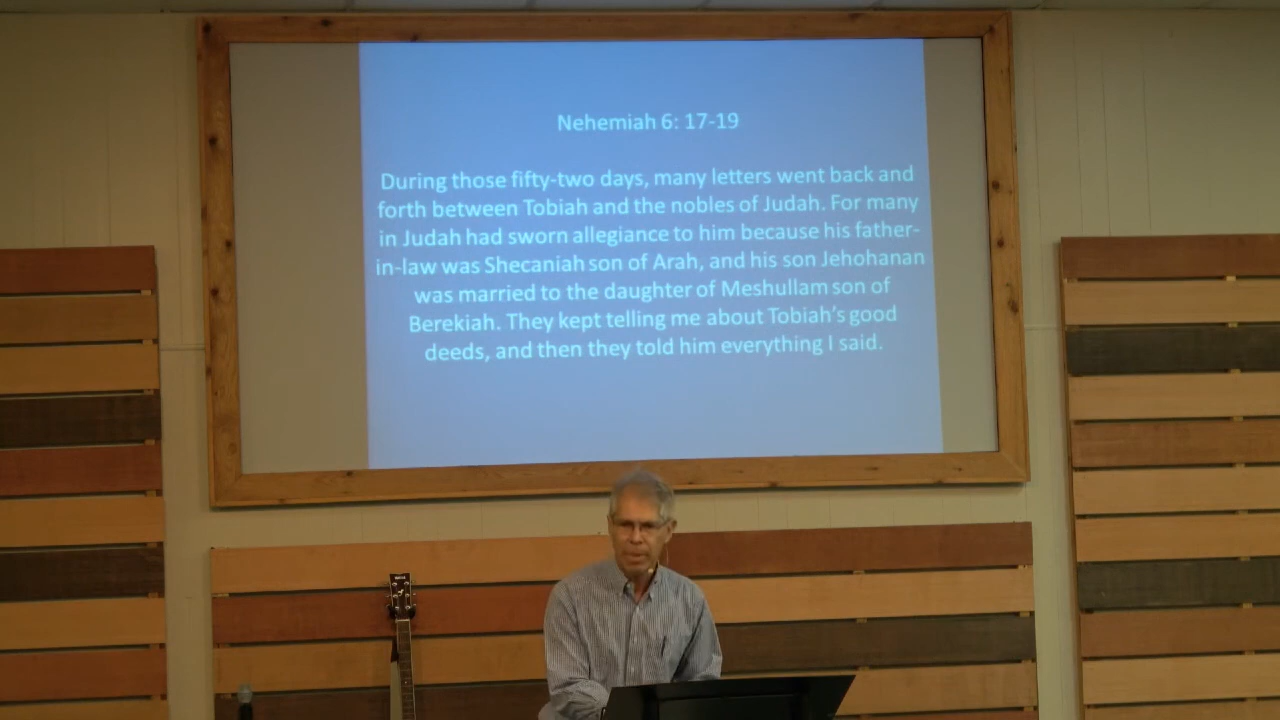 Nehemiah 6: 17-19
During those fifty-two days, many letters went back and
forth between Tobiah and the nobles of Judah. For many
in Judah had sworn allegiance to him because his father-
in-law was Shecaniah son of Arah, and his son Jehohanan
was married to the daughter of Meshullam son of
Berekiah. They kept telling me about Tobiah’s good
deeds, and then they told him everything I said.